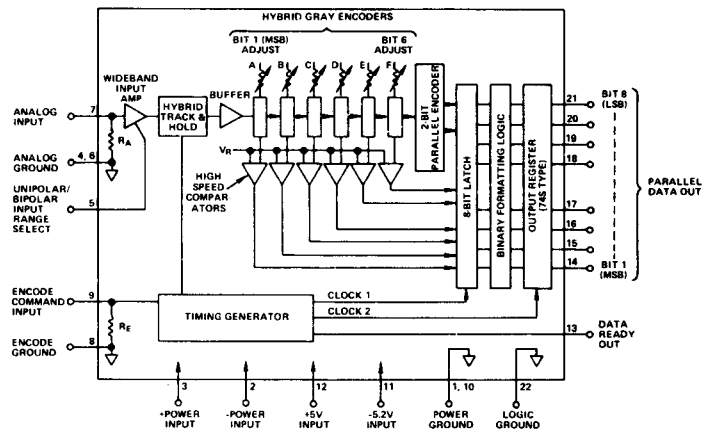 HYBRID GRAY ENCODERS
BIT 1 (MSB)
ADJUST
BIT 6
ADJUST
A B C D E F
WIDEBAND
INPUT
AMP
BUFFER
HYBRID
TRACK
& HOLD
2-BIT
PARALLEL ENCODER
ANALOG
INPUT
7
RA
ANALOG
GROUND
4, 6
UNIPOLAR/
BIPOLAR
INPUT
RANGE
SELECT
5
VR
HIGH
SPEED
COMPAR
ATORS
8-BIT LATCH
BINARY FORMATTING LOGIC
OUTPUT REGISTER
(74S TYPE)
21 BIT 8
(LSB)
20
19
18
17
16
15
14 BIT 1
(MSB)
PARALLEL
DATA OUT
ENCODE
COMMAND
INPUT
9
RE
ENCODE
GROUND
8
TIMING GENERATOR
CLOCK 1
CLOCK 2
13 DATA
READY
OUT
3
+POWER
INPUT
2
-POWER
INPUT
12
+5V
INPUT
11
-5.2V
INPUT
1, 10
POWER
GROUND
22
LOGIC
GROUND